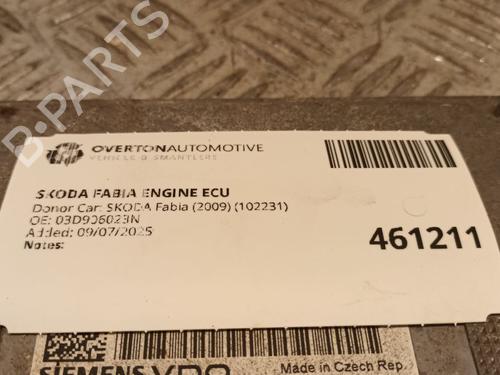 B-PARTS
OVERTONAUTOMOTIVE
VEHICLE DISMANTLERS
SKODA FABIA ENGINE ECU
Donor Car: SKODA Fabia (2009) (102231)
OE: 03D906023N
Added: 09/07/2025
Notes:
461211
SIEMENS VDO
Made in Czech Rep.